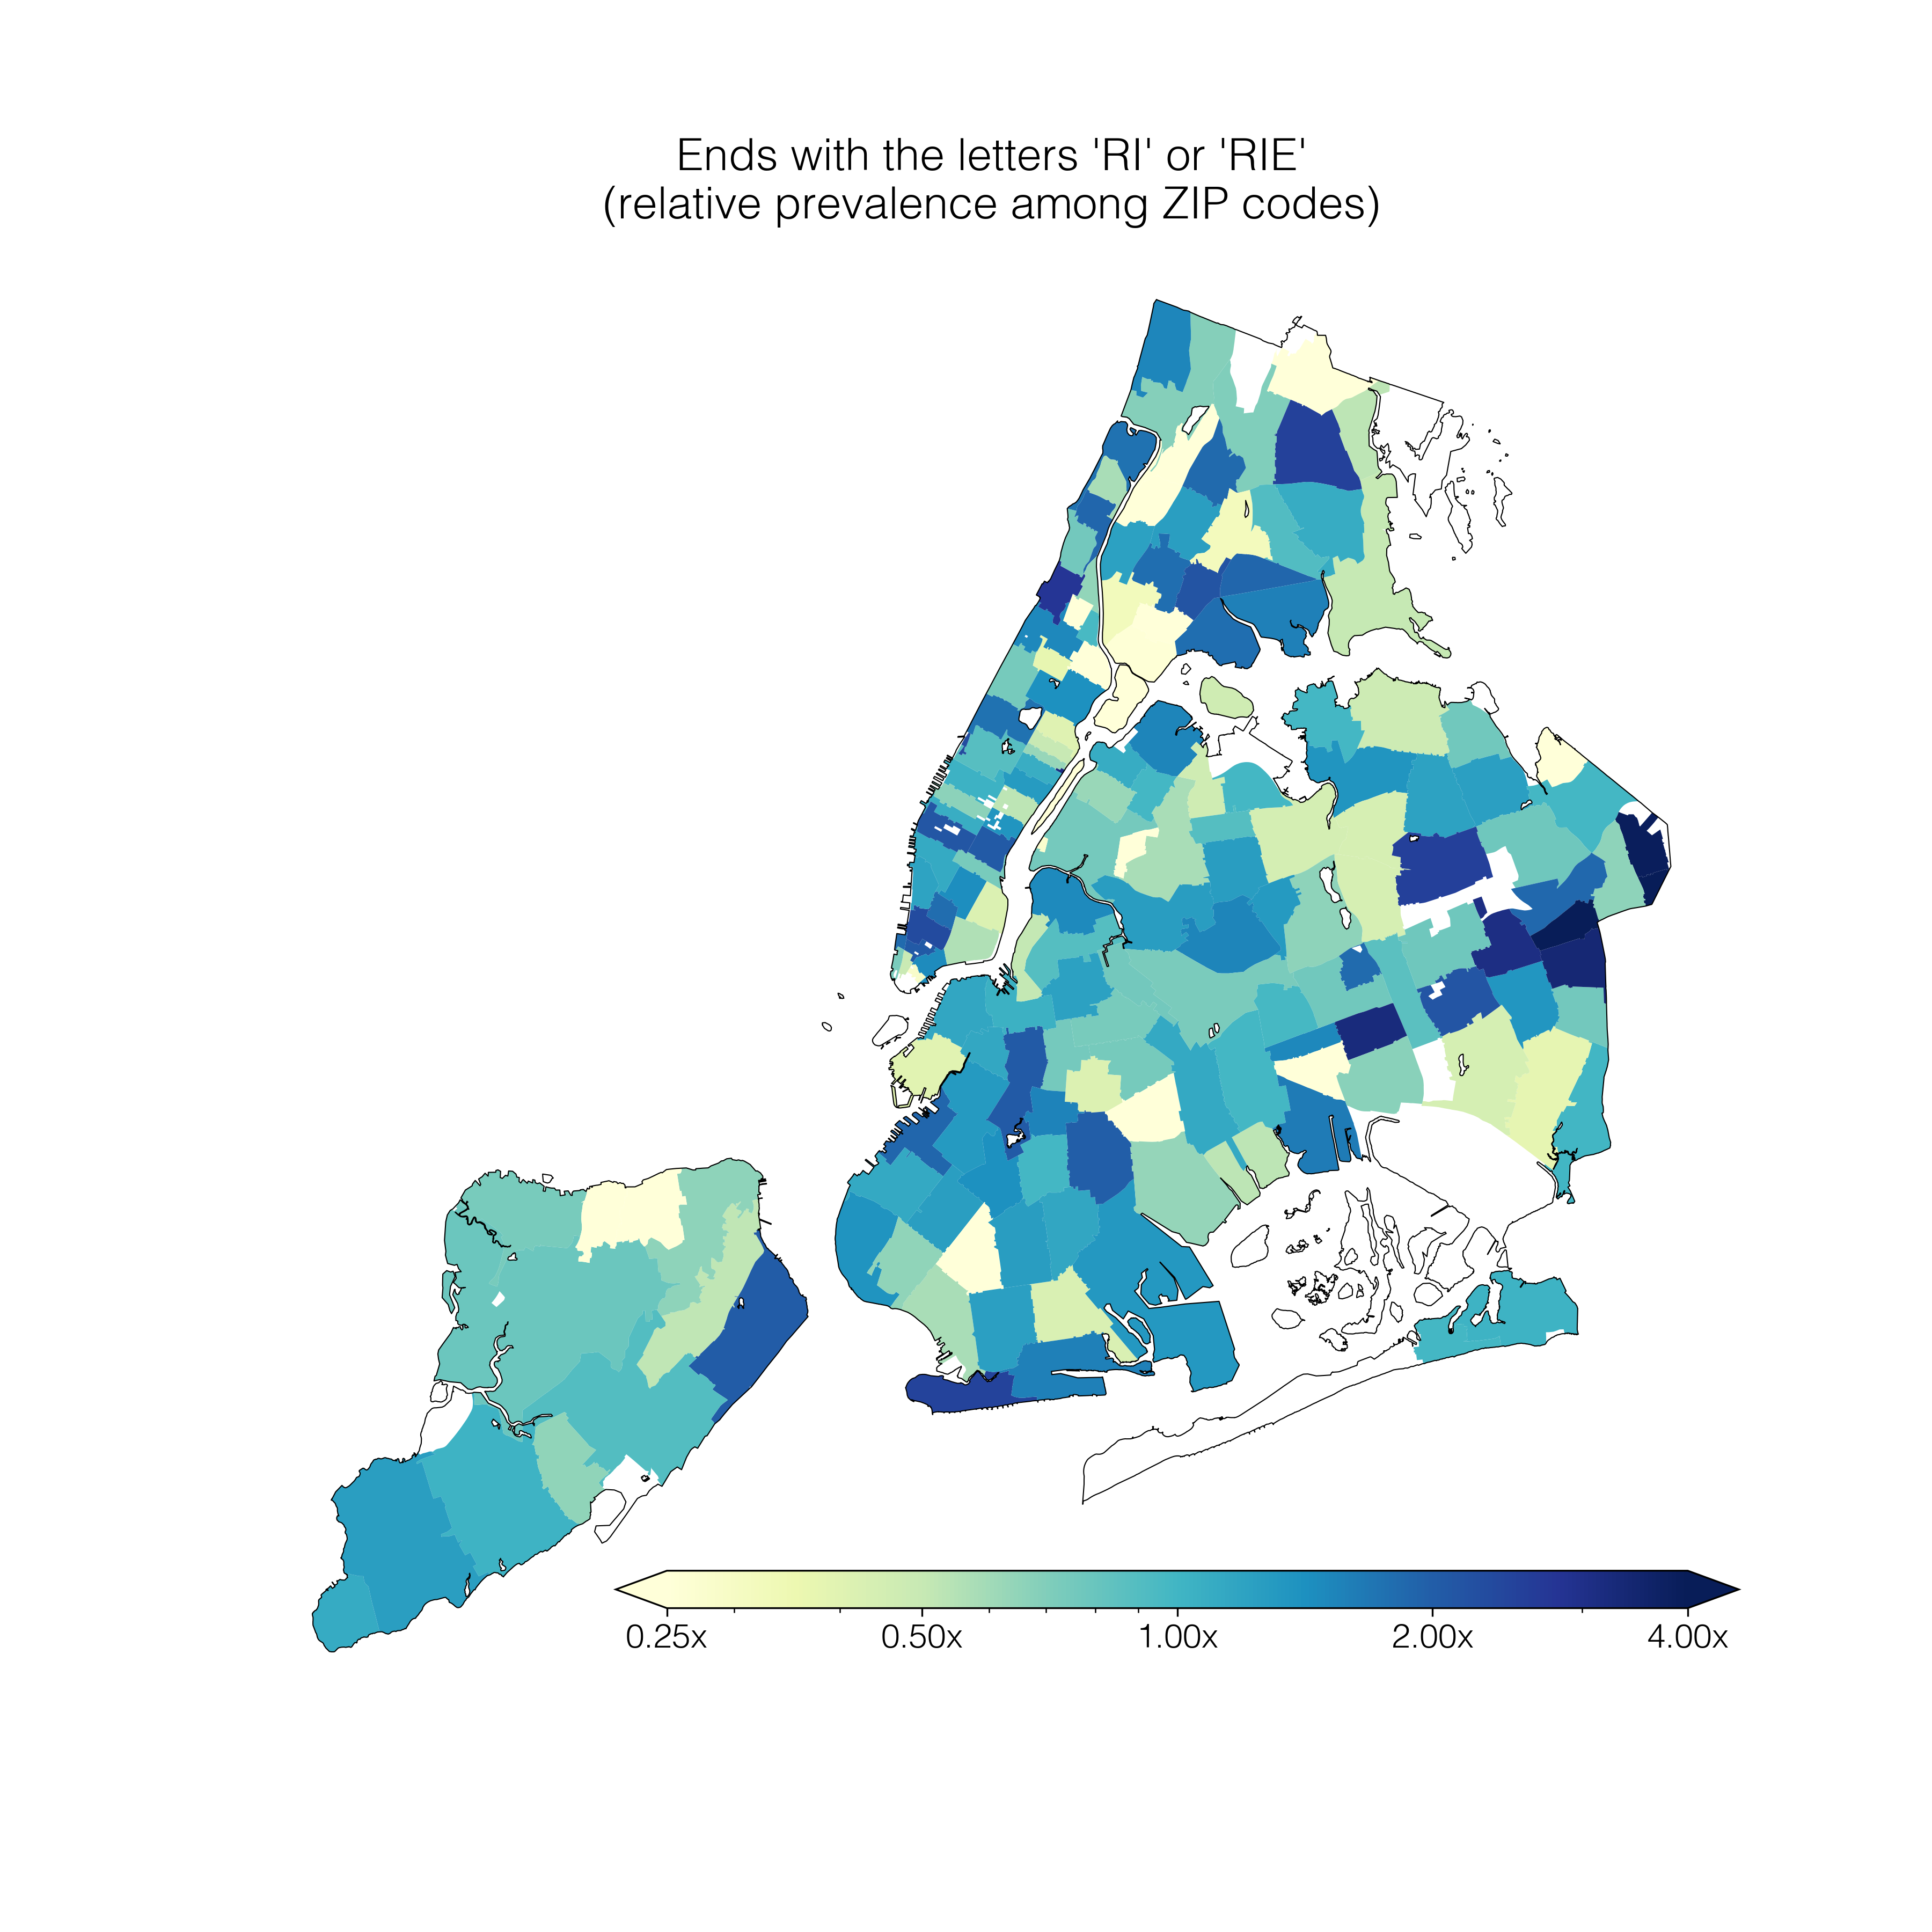 Ends with the letters 'RI' or 'RIE'
(relative prevalence among ZIP codes)
0.25x 0.50x 1.00x 2.00x 4.00x